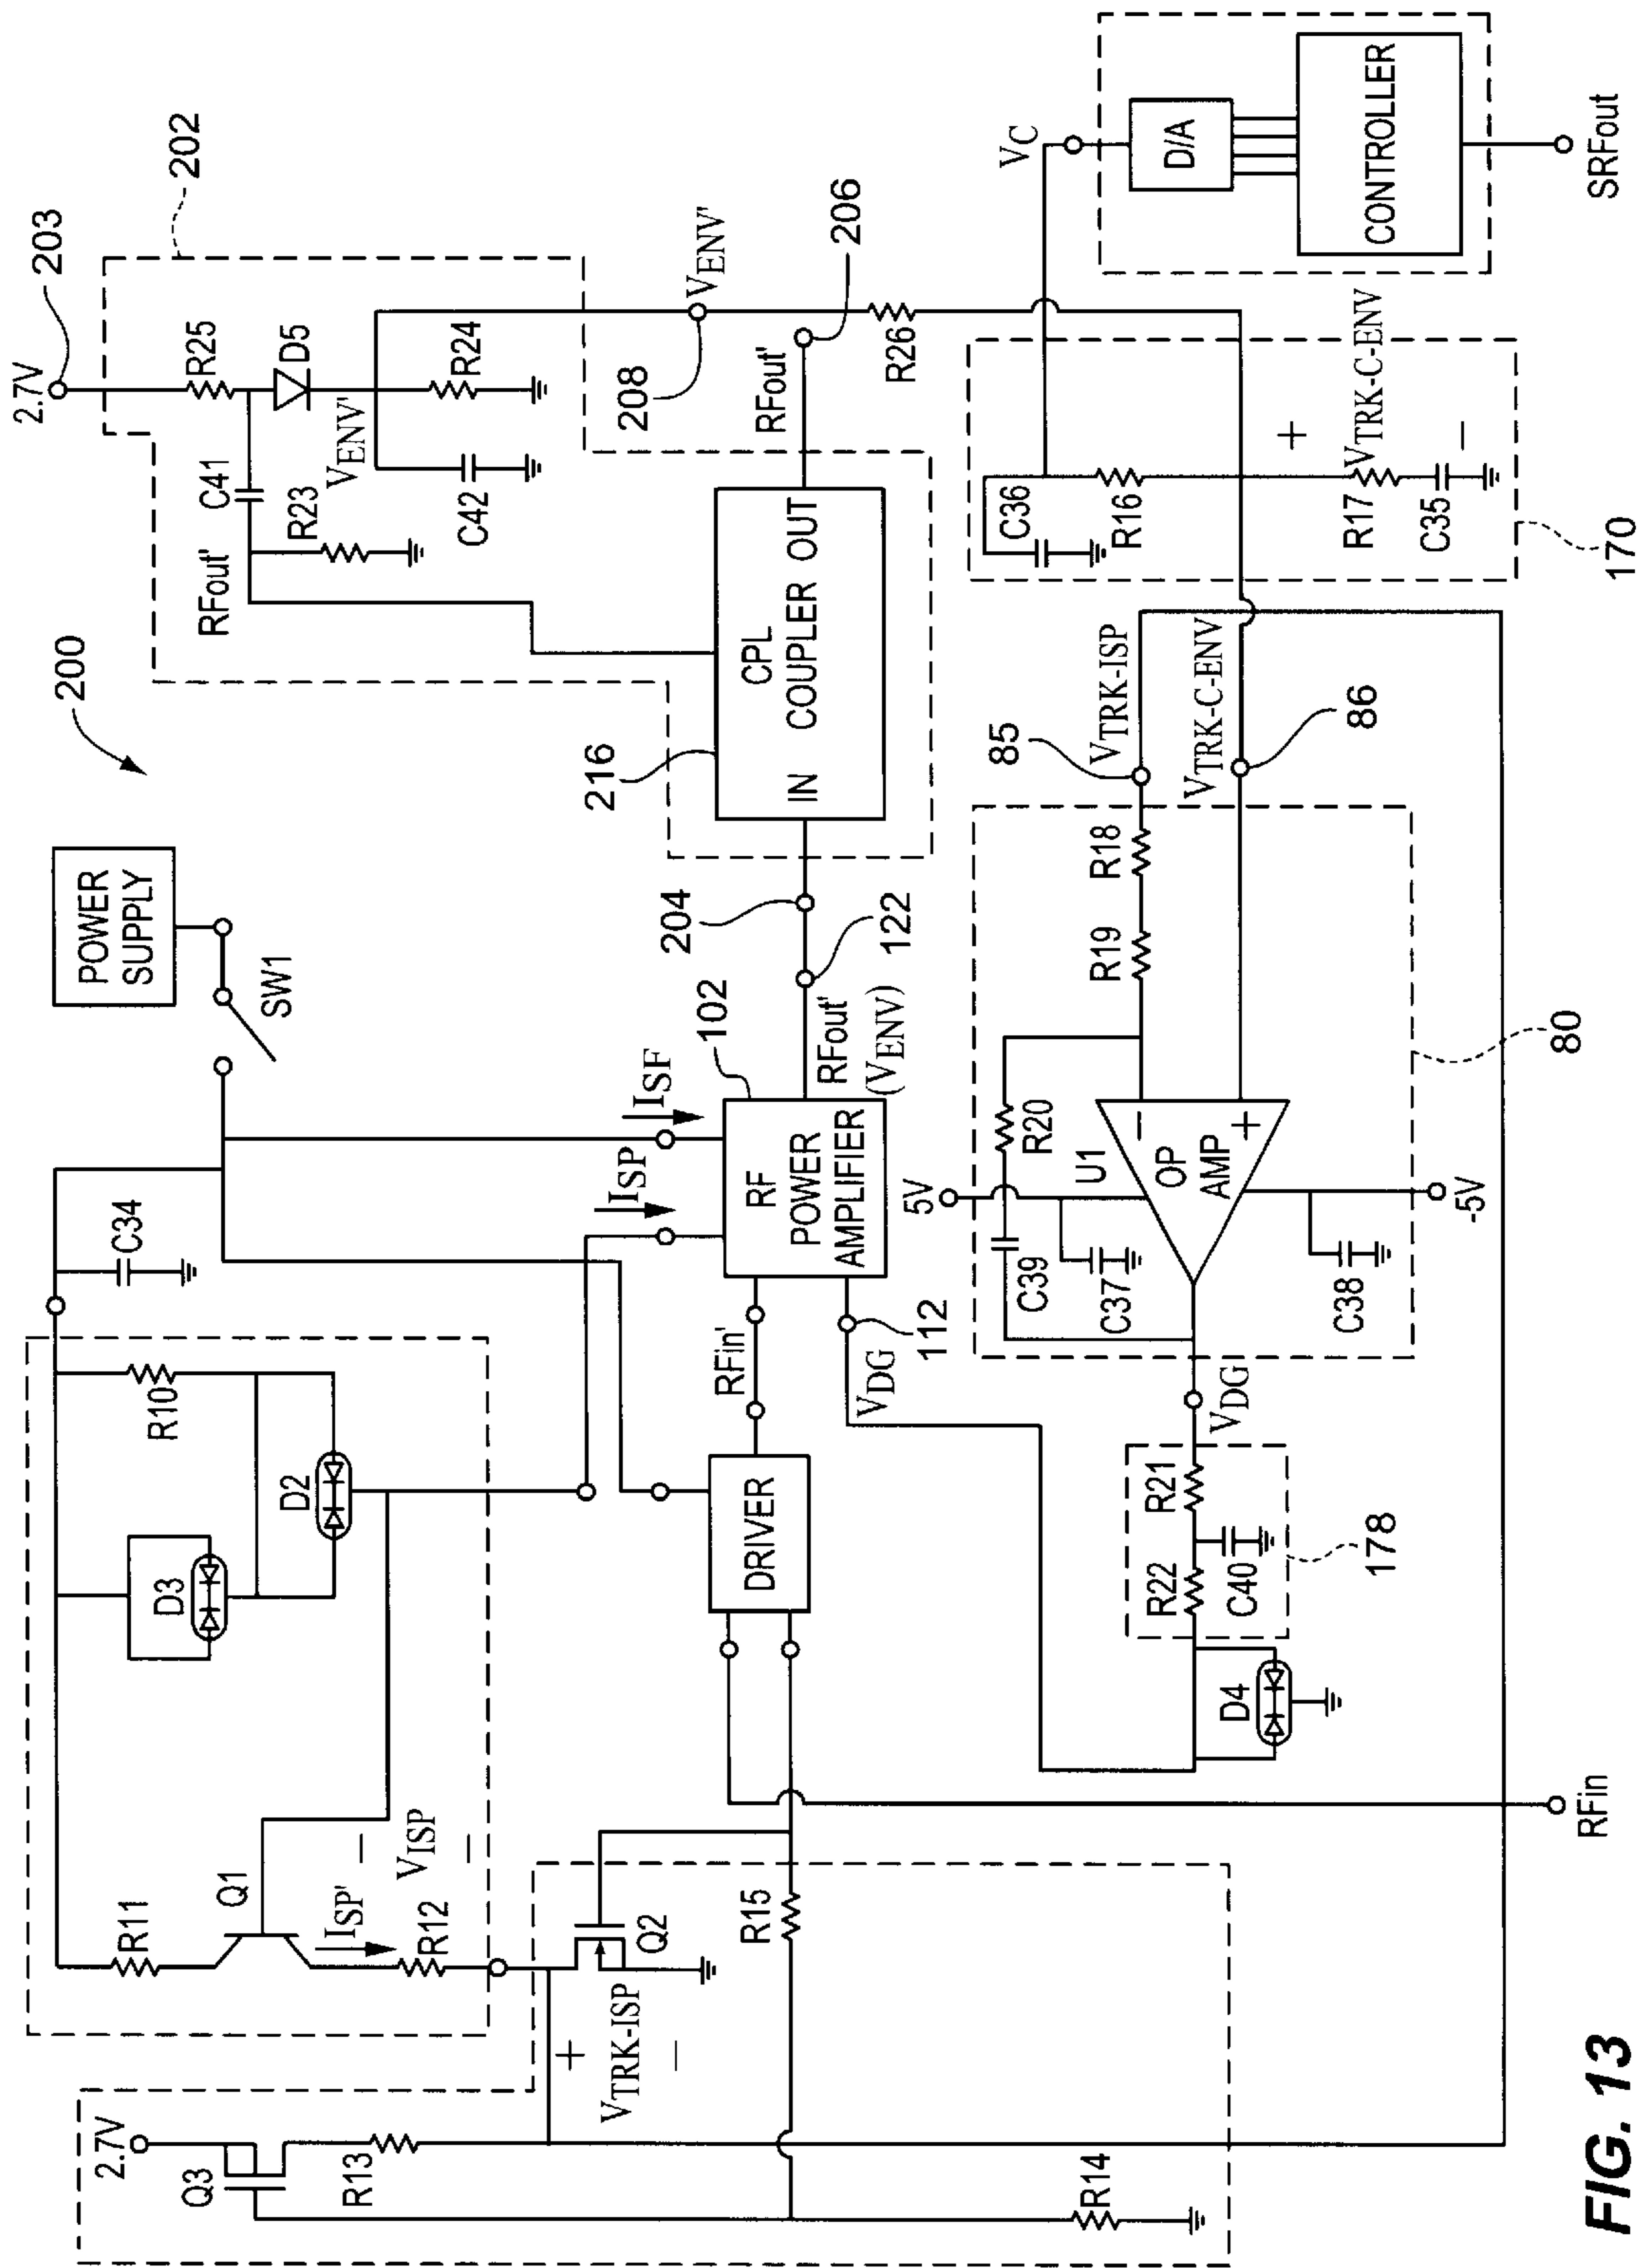 FIG. 13
200
POWER
SUPPLY
SW1
2.7V
203
202
R25
D5
R24
C41
R23
VENV'
C42
RFout'
CPL
COUPLER
IN
OUT
216
RFout'
206
208
VENV'
R26
204
122
RFout'
(VENV)
102
RF
POWER
AMPLIFIER
ISP
ISF
RFin'
VDG
112
DRIVER
C34
R10
D2
D3
Q1
R11
ISP'
−
VISP
−
R12
2.7V
Q3
R13
+
VTRK-ISP
−
Q2
R15
R14
RFin
D4
178
R22
R21
C40
VDG
80
U1
OP
AMP
−
+
5V
-5V
C37
C38
C39
R20
R19
R18
85
VTRK-ISP
VTRK-C-ENV
86
170
C36
R16
R17
C35
+
VTRK-C-ENV
−
VC
D/A
CONTROLLER
SRFout